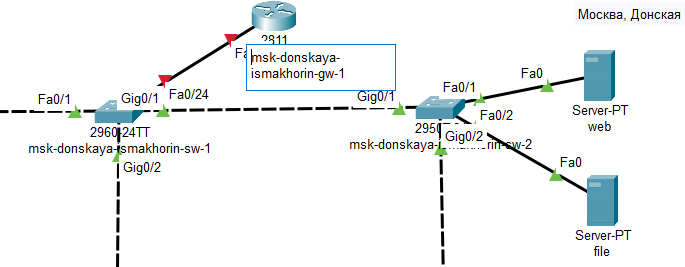 Москва, Донская
2811
Fa
msk-donskaya-
ismakhorin-gw-1
Fa0/1
Gig0/1
Fa0/24
2960-24TT
msk-donskaya-ismakhorin-sw-1
Gig0/2
Gig0/1
Fa0/1
Fa0/2
2950
Gig0/2
msk-donskaya-ismakhorin-sw-2
Fa0
Server-PT
web
Fa0
Server-PT
file